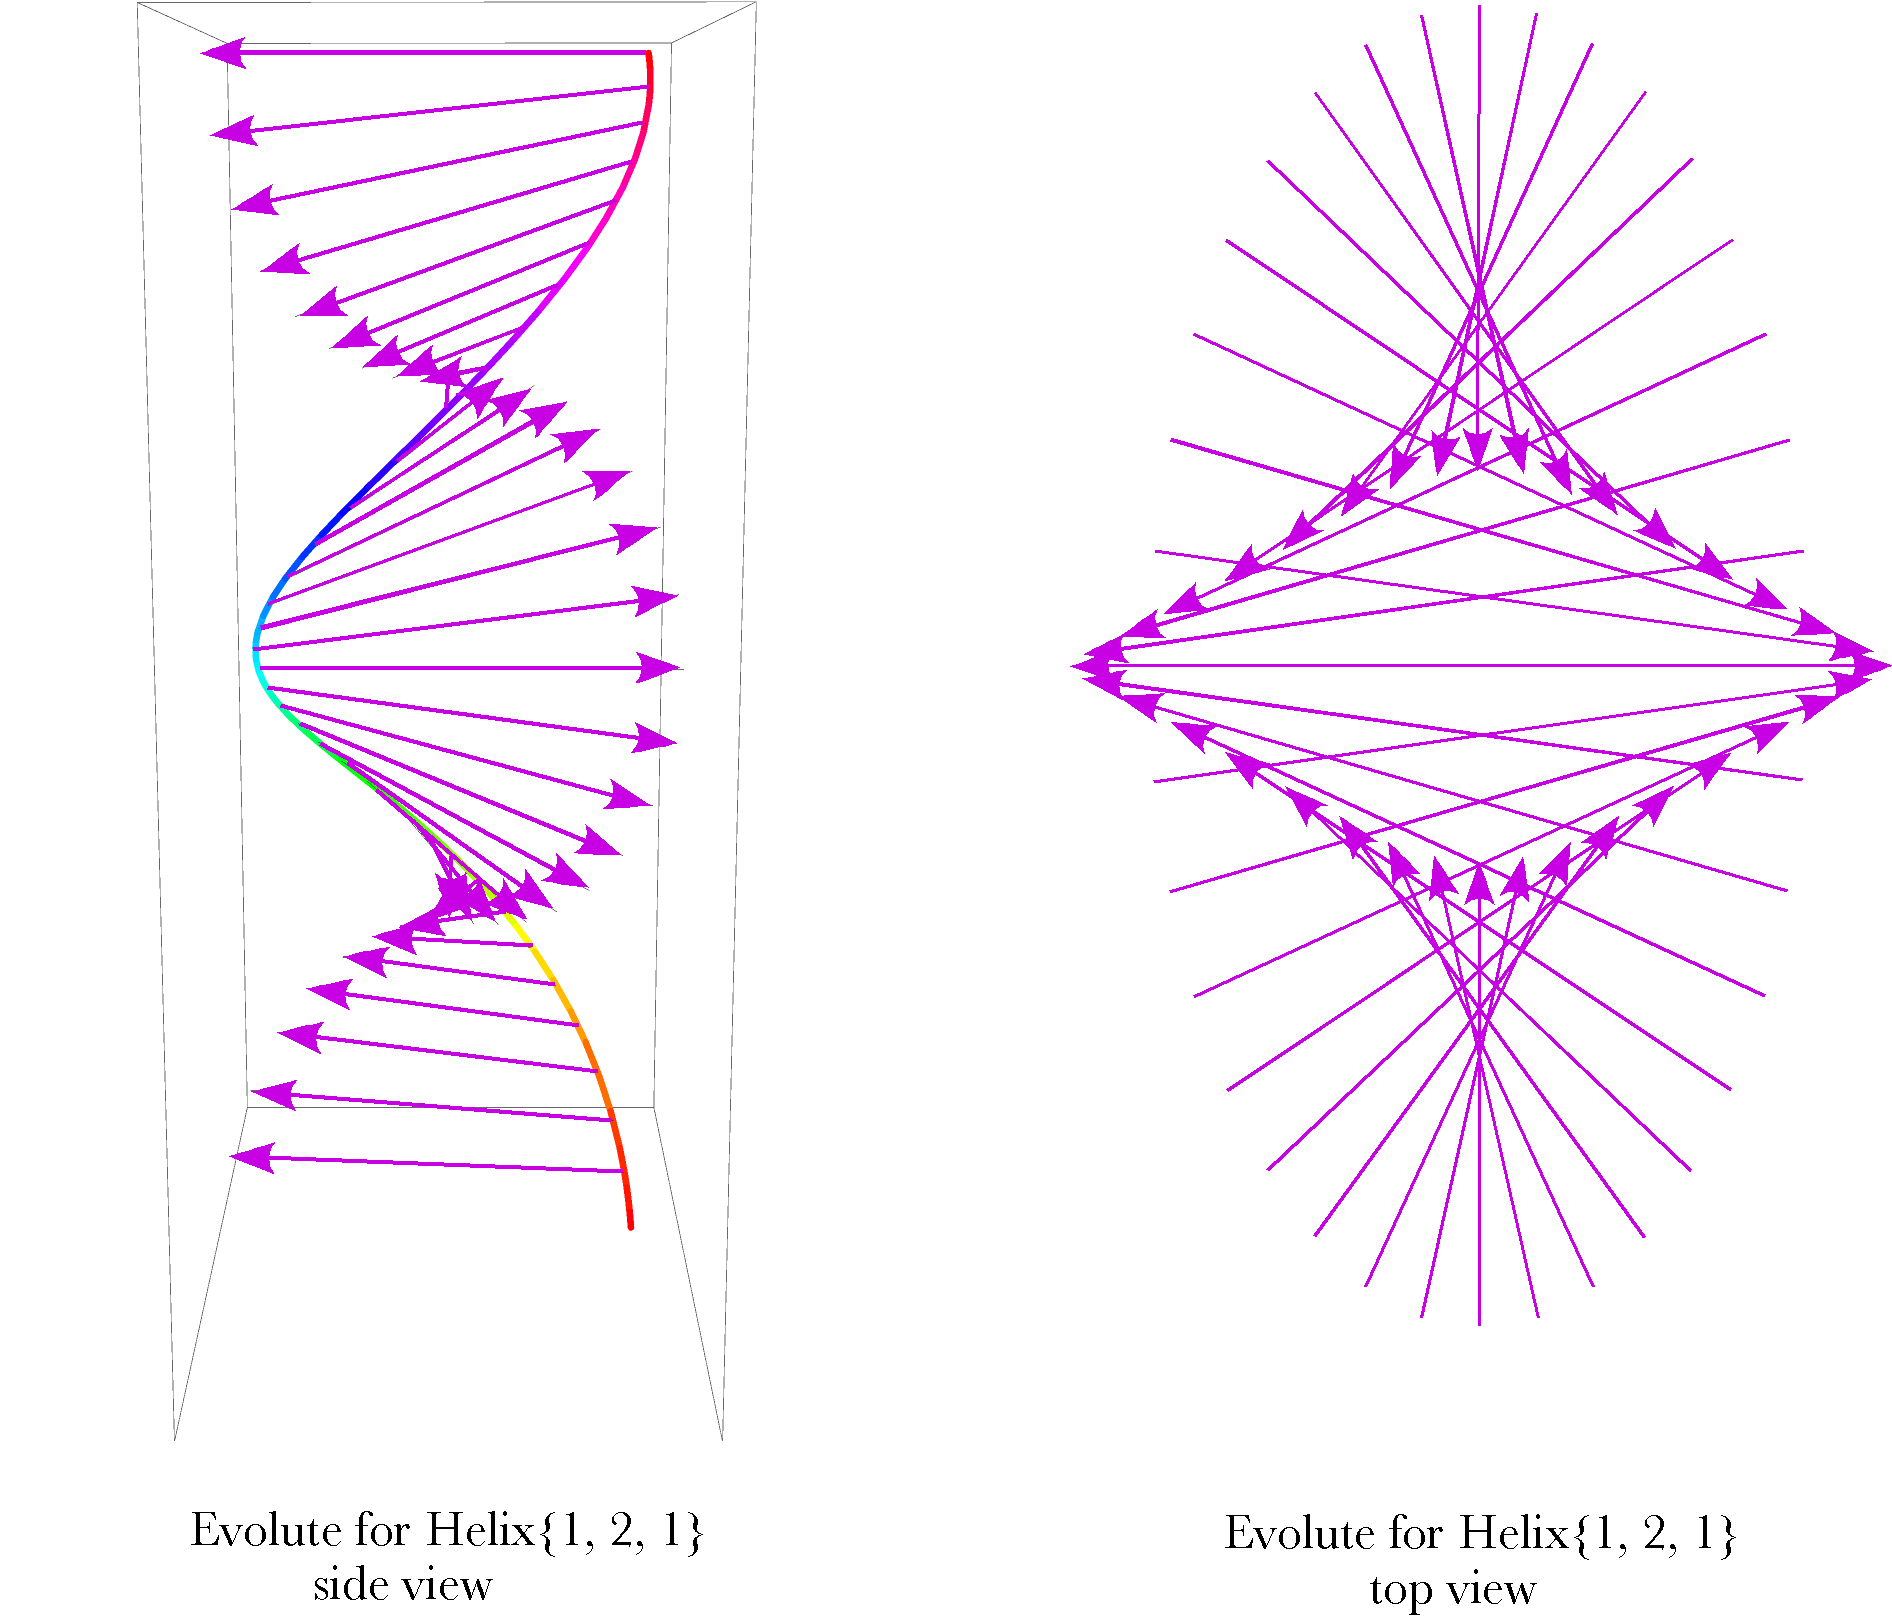 Evolute for Helix{1, 2, 1}
side view
Evolute for Helix{1, 2, 1}
top view